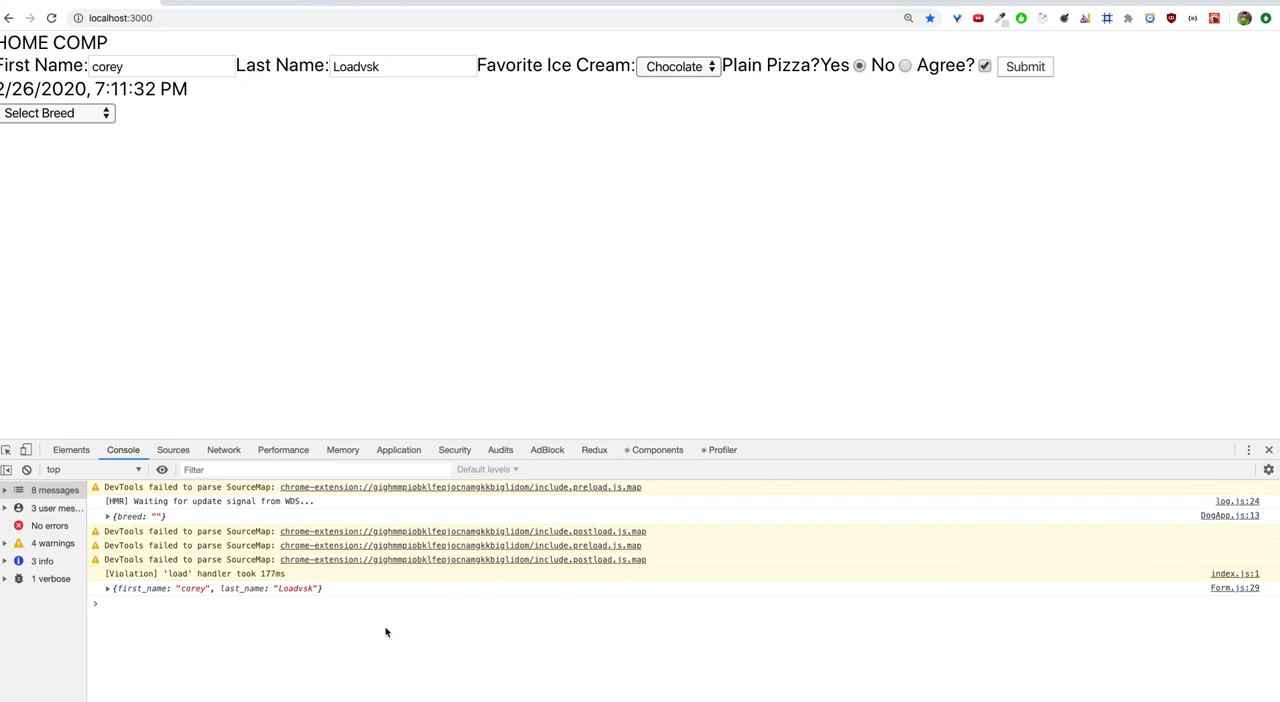 localhost:3000
HOME COMP
First Name: corey Last Name: Loadvsk Favorite Ice Cream: Chocolate Plain Pizza?Yes No Agree? Submit
2/26/2020, 7:11:32 PM
Select Breed
Elements Console Sources Network Performance Memory Application Security Audits AdBlock Redux Components Profiler
top Filter Default levels ▼
8 messages
3 user mes...
No errors
4 warnings
3 info
1 verbose
DevTools failed to parse SourceMap: chrome-extension://gighmmpiobklfepjocnamgkkbiglidom/include.preload.js.map
[HMR] Waiting for update signal from WDS... log.js:24
▶{breed: ""} DogApp.js:13
DevTools failed to parse SourceMap: chrome-extension://gighmmpiobklfepjocnamgkkbiglidom/include.postload.js.map
DevTools failed to parse SourceMap: chrome-extension://gighmmpiobklfepjocnamgkkbiglidom/include.preload.js.map
DevTools failed to parse SourceMap: chrome-extension://gighmmpiobklfepjocnamgkkbiglidom/include.postload.js.map
[Violation] 'load' handler took 177ms index.js:1
▶{first_name: "corey", last_name: "Loadvsk"} Form.js:29